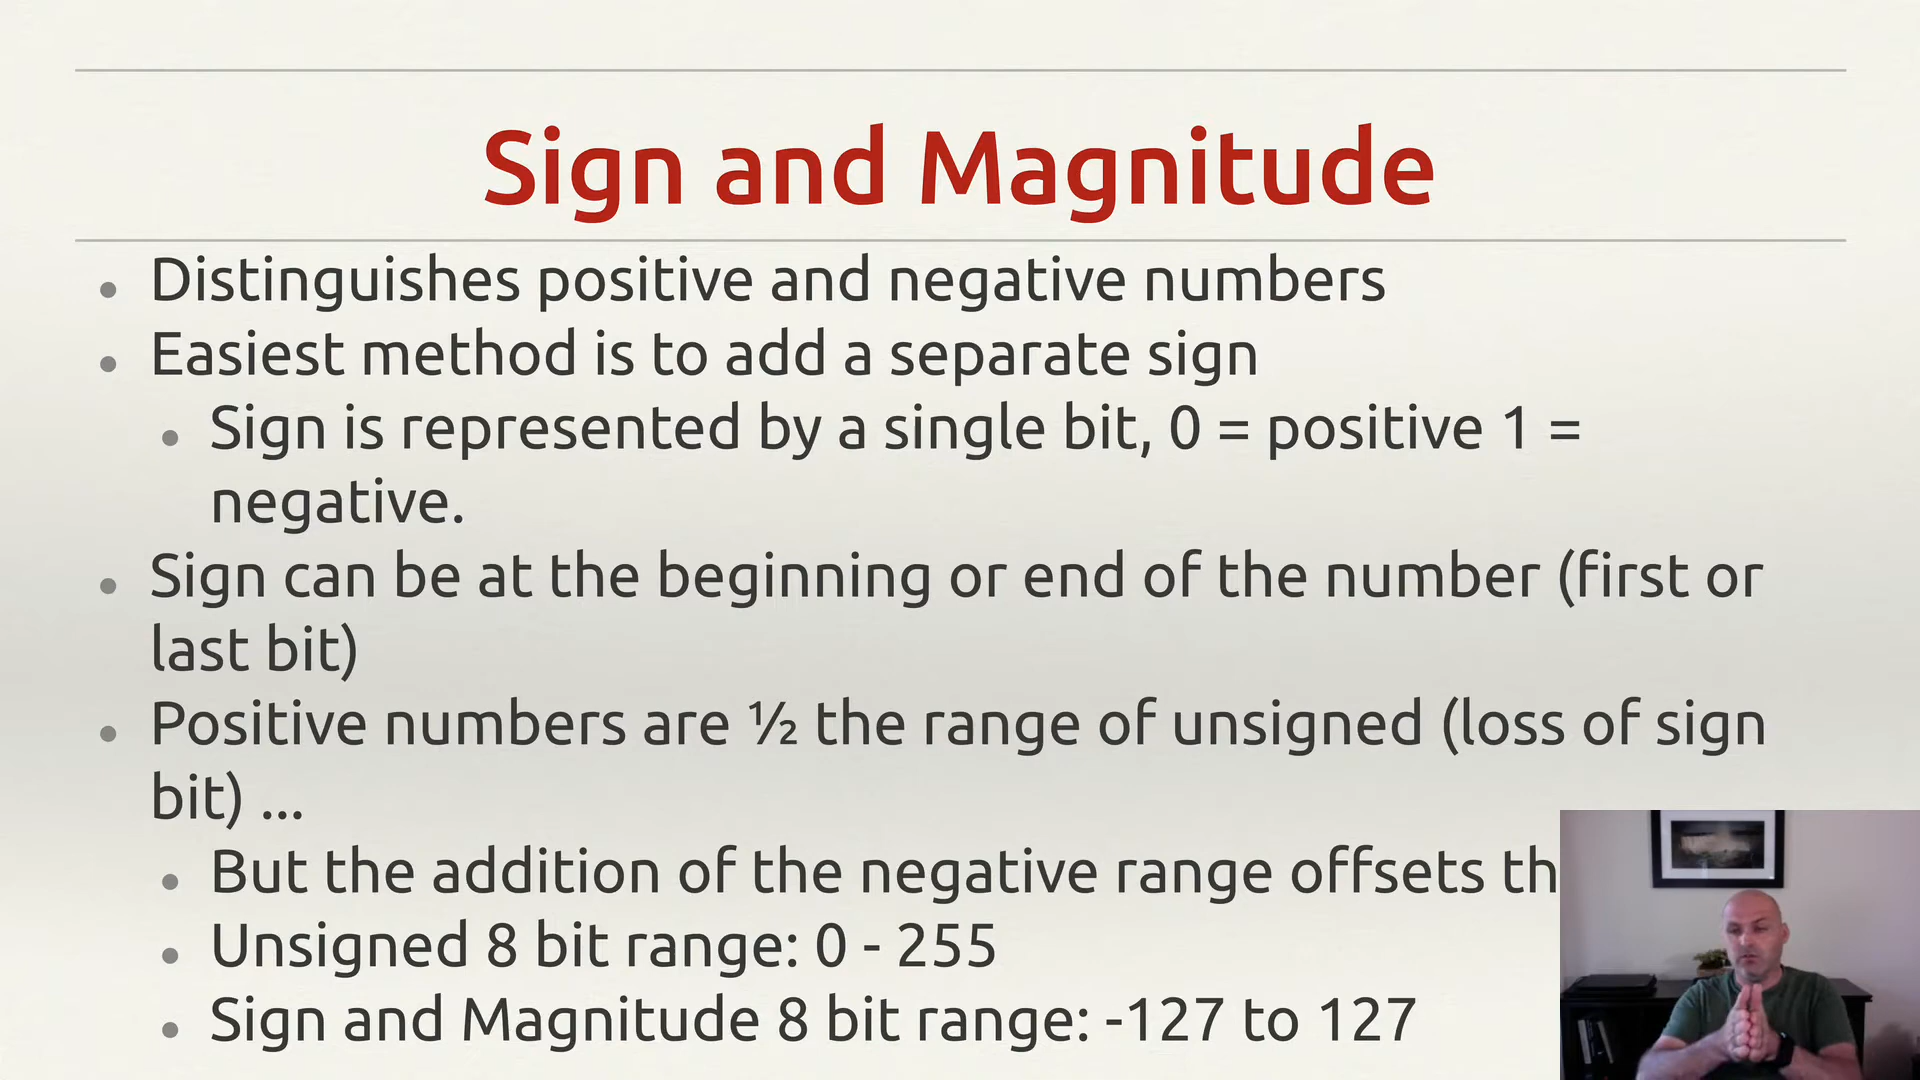 Sign and Magnitude
Distinguishes positive and negative numbers
Easiest method is to add a separate sign
Sign is represented by a single bit, 0 = positive 1 =
negative.
Sign can be at the beginning or end of the number (first or
last bit)
Positive numbers are ½ the range of unsigned (loss of sign
bit) ...
But the addition of the negative range offsets
Unsigned 8 bit range: 0 - 255
Sign and Magnitude 8 bit range: -127 to 127